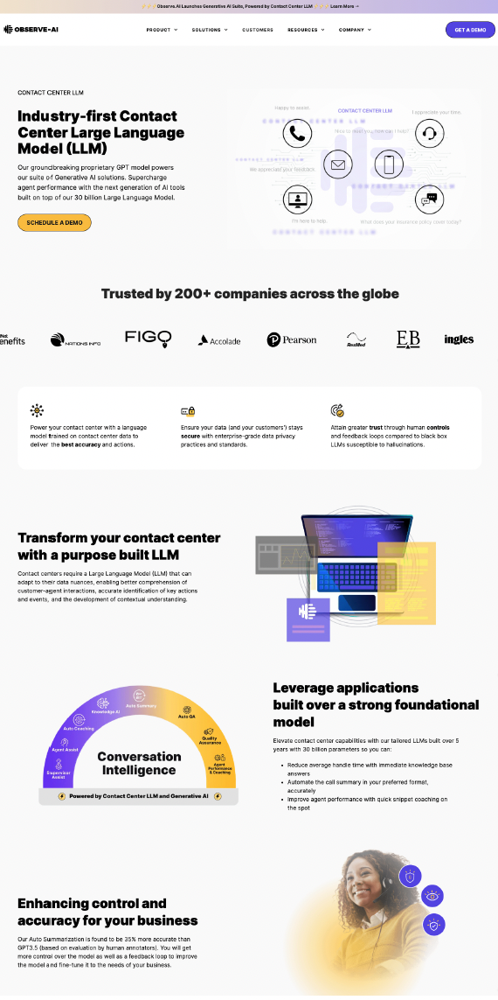 Observe.AI Launches Generative AI Suite, Powered by Contact Center LLM
Learn More →
OBSERVE-AI
PRODUCT
SOLUTIONS
CUSTOMERS
RESOURCES
COMPANY
GET A DEMO
CONTACT CENTER LLM
Industry-first Contact
Center Large Language
Model (LLM)
Our groundbreaking proprietary GPT model powers
our suite of Generative AI solutions. Supercharge
agent performance with the next generation of AI tools
built on top of our 30 billion Large Language Model.
SCHEDULE A DEMO
Happy to assist.
CONTACT CENTER LLM
I appreciate your time.
CONTACT CENTER LLM
Nice to meet you, how can I help?
CONTACT CENTER LLM
We appreciate your feedback.
CONTACT CENTER LLM
I'm here to help.
What does your insurance policy cover today?
CONTACT CENTER LLM
Trusted by 200+ companies across the globe
Net
enefits
NATIONS INFO
FIGO
Accolade
Pearson
ResMed
EB
ingles
Power your contact center with a language
model trained on contact center data to
deliver the best accuracy and actions.
Ensure your data (and your customers') stays
secure with enterprise-grade data privacy
practices and standards.
Attain greater trust through human controls
and feedback loops compared to black box
LLMs susceptible to hallucinations.
Transform your contact center
with a purpose built LLM
Contact centers require a Large Language Model (LLM) that can
adapt to their data nuances, enabling better comprehension of
customer-agent interactions, accurate identification of key actions
and events, and the development of contextual understanding.
Supervisor
Assist
Agent Assist
Auto Coaching
Knowledge AI
Auto Summary
Auto QA
Quality
Assurance
Agent
Performance
& Coaching
Conversation
Intelligence
Powered by Contact Center LLM and Generative AI
Leverage applications
built over a strong foundational
model
Elevate contact center capabilities with our tailored LLMs built over 5
years with 30 billion parameters so you can:
• Reduce average handle time with immediate knowledge base
answers
• Automate the call summary in your preferred format,
accurately
• Improve agent performance with quick snippet coaching on
the spot
Enhancing control and
accuracy for your business
Our Auto Summarization is found to be 35% more accurate than
GPT3.5 (based on evaluation by human annotators). You will get
more control over the model as well as a feedback loop to improve
the model and fine-tune it to the needs of your business.